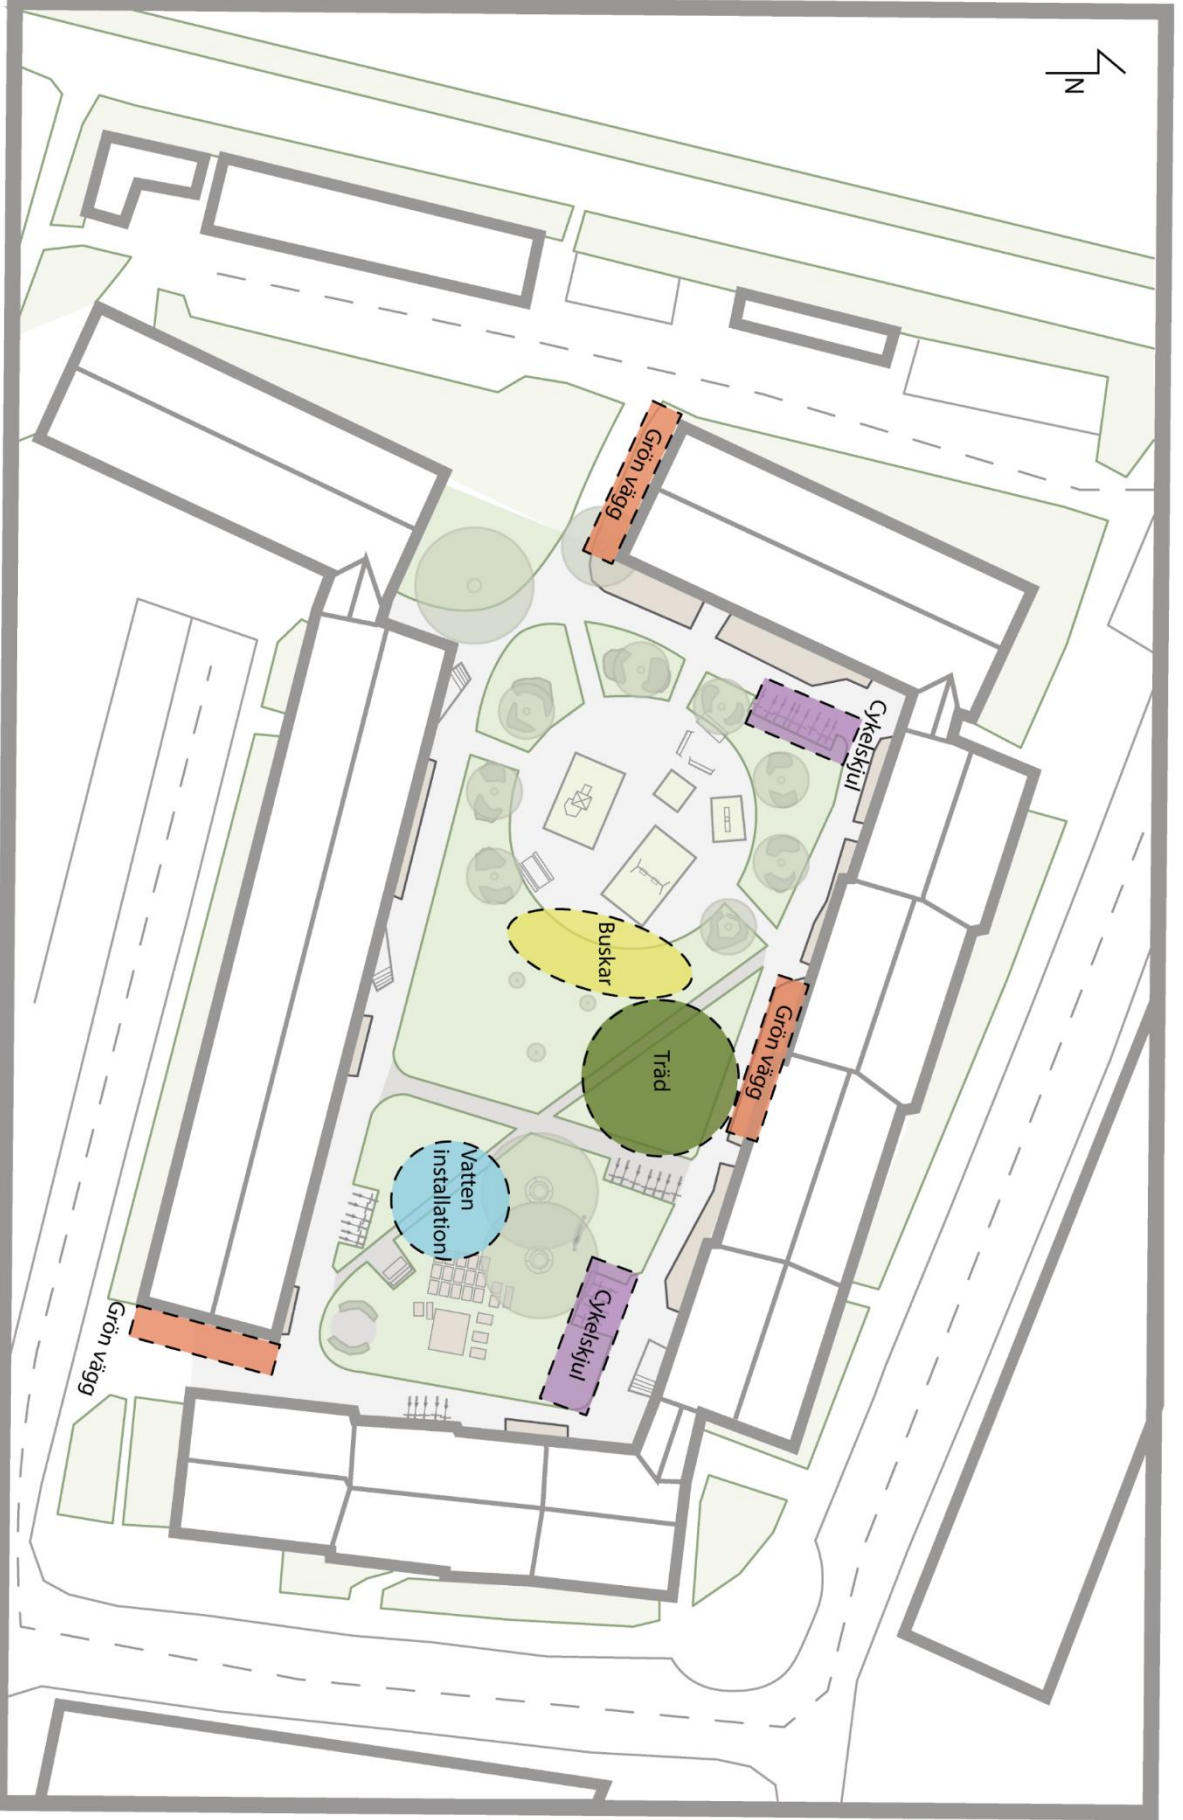 N
Grön vägg
Cykelskjul
Buskar
Grön vägg
Träd
Vatten
installation
Cykelskjul
Grön vägg